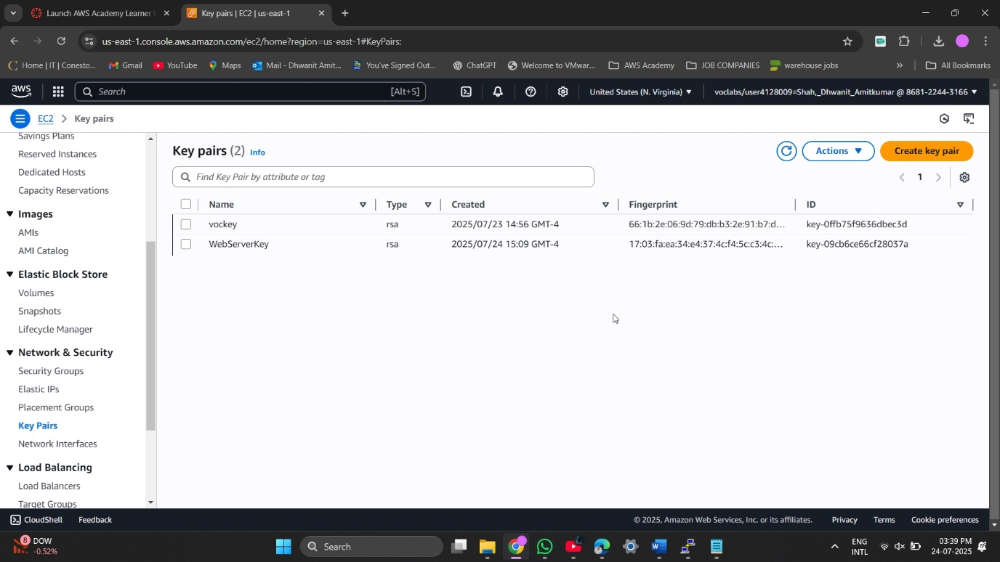 Launch AWS Academy Learner
Key pairs | EC2 | us-east-1
us-east-1.console.aws.amazon.com/ec2/home?region=us-east-1#KeyPairs:
Home | IT | Conesto...
Gmail
YouTube
Maps
Mail - Dhwanit Amit...
You've Signed Out...
ChatGPT
Welcome to VMwar...
AWS Academy
JOB COMPANIES
warehouse jobs
»
All Bookmarks
aws
Search
[Alt+S]
United States (N. Virginia)
voclabs/user4128009=Shah,_Dhwanit_Amitkumar @ 8681-2244-3166
EC2 > Key pairs
Savings Plans
Reserved Instances
Dedicated Hosts
Capacity Reservations
Images
AMIs
AMI Catalog
Elastic Block Store
Volumes
Snapshots
Lifecycle Manager
Network & Security
Security Groups
Elastic IPs
Placement Groups
Key Pairs
Network Interfaces
Load Balancing
Load Balancers
Target Groups
Key pairs (2) Info
Actions
Create key pair
Find Key Pair by attribute or tag
1
Name Type Created Fingerprint ID
vockey rsa 2025/07/23 14:56 GMT-4 66:1b:2e:06:9d:79:db:b3:2e:91:b7:d... key-0ffb75f9636dbec3d
WebServerKey rsa 2025/07/24 15:09 GMT-4 17:03:fa:ea:34:e4:37:4c:f4:5c:c3:4c:... key-09cb6ce66cf28037a
CloudShell
Feedback
© 2025, Amazon Web Services, Inc. or its affiliates.
Privacy
Terms
Cookie preferences
8
DOW
-0.52%
Search
ENG
INTL
03:39 PM
24-07-2025